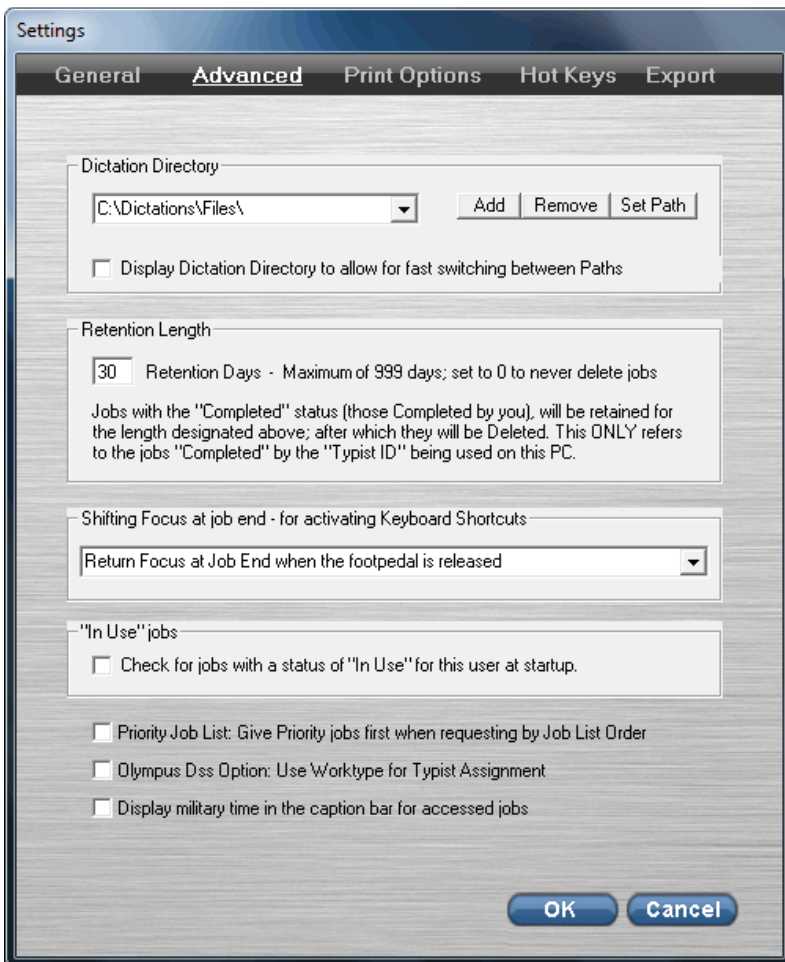 Settings
General Advanced Print Options Hot Keys Export
Dictation Directory
C:\Dictations\Files\ Add Remove Set Path
Display Dictation Directory to allow for fast switching between Paths
Retention Length
30 Retention Days - Maximum of 999 days; set to 0 to never delete jobs
Jobs with the "Completed" status (those Completed by you), will be retained for
the length designated above; after which they will be Deleted. This ONLY refers
to the jobs "Completed" by the "Typist ID" being used on this PC.
Shifting Focus at job end - for activating Keyboard Shortcuts
Return Focus at Job End when the footpedal is released
"In Use" jobs
Check for jobs with a status of "In Use" for this user at startup.
Priority Job List: Give Priority jobs first when requesting by Job List Order
Olympus Dss Option: Use Worktype for Typist Assignment
Display military time in the caption bar for accessed jobs
OK Cancel